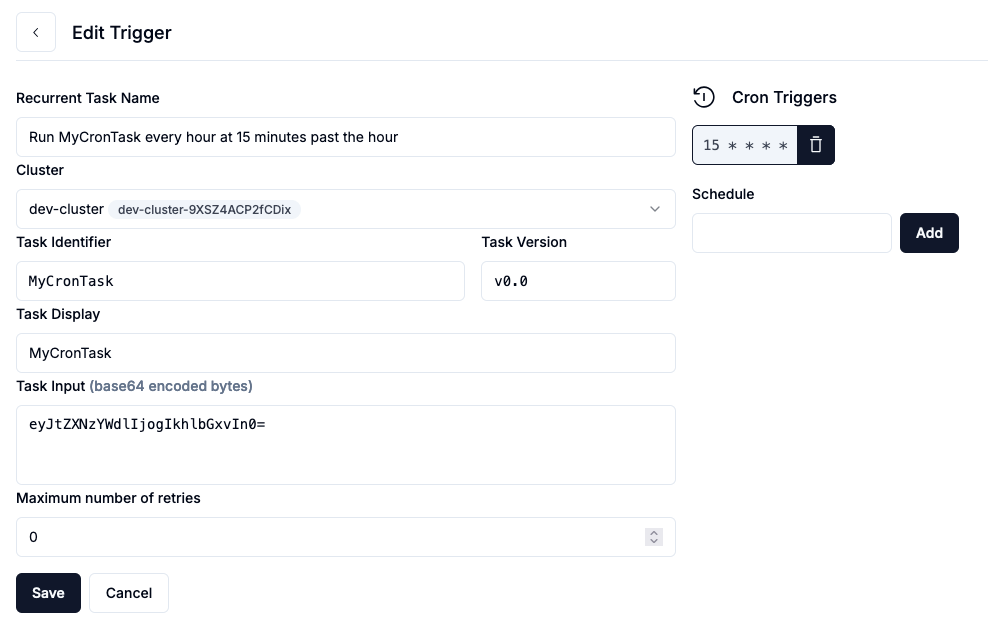 Edit Trigger
Recurrent Task Name
Run MyCronTask every hour at 15 minutes past the hour
Cluster
dev-cluster dev-cluster-9XSZ4ACP2fCDix
Task Identifier
MyCronTask
Task Version
v0.0
Task Display
MyCronTask
Task Input (base64 encoded bytes)
eyJtZXNzYWdlIjogIkhlbGxvIn0=
Maximum number of retries
0
Save
Cancel
Cron Triggers
15 * * * *
Schedule
Add